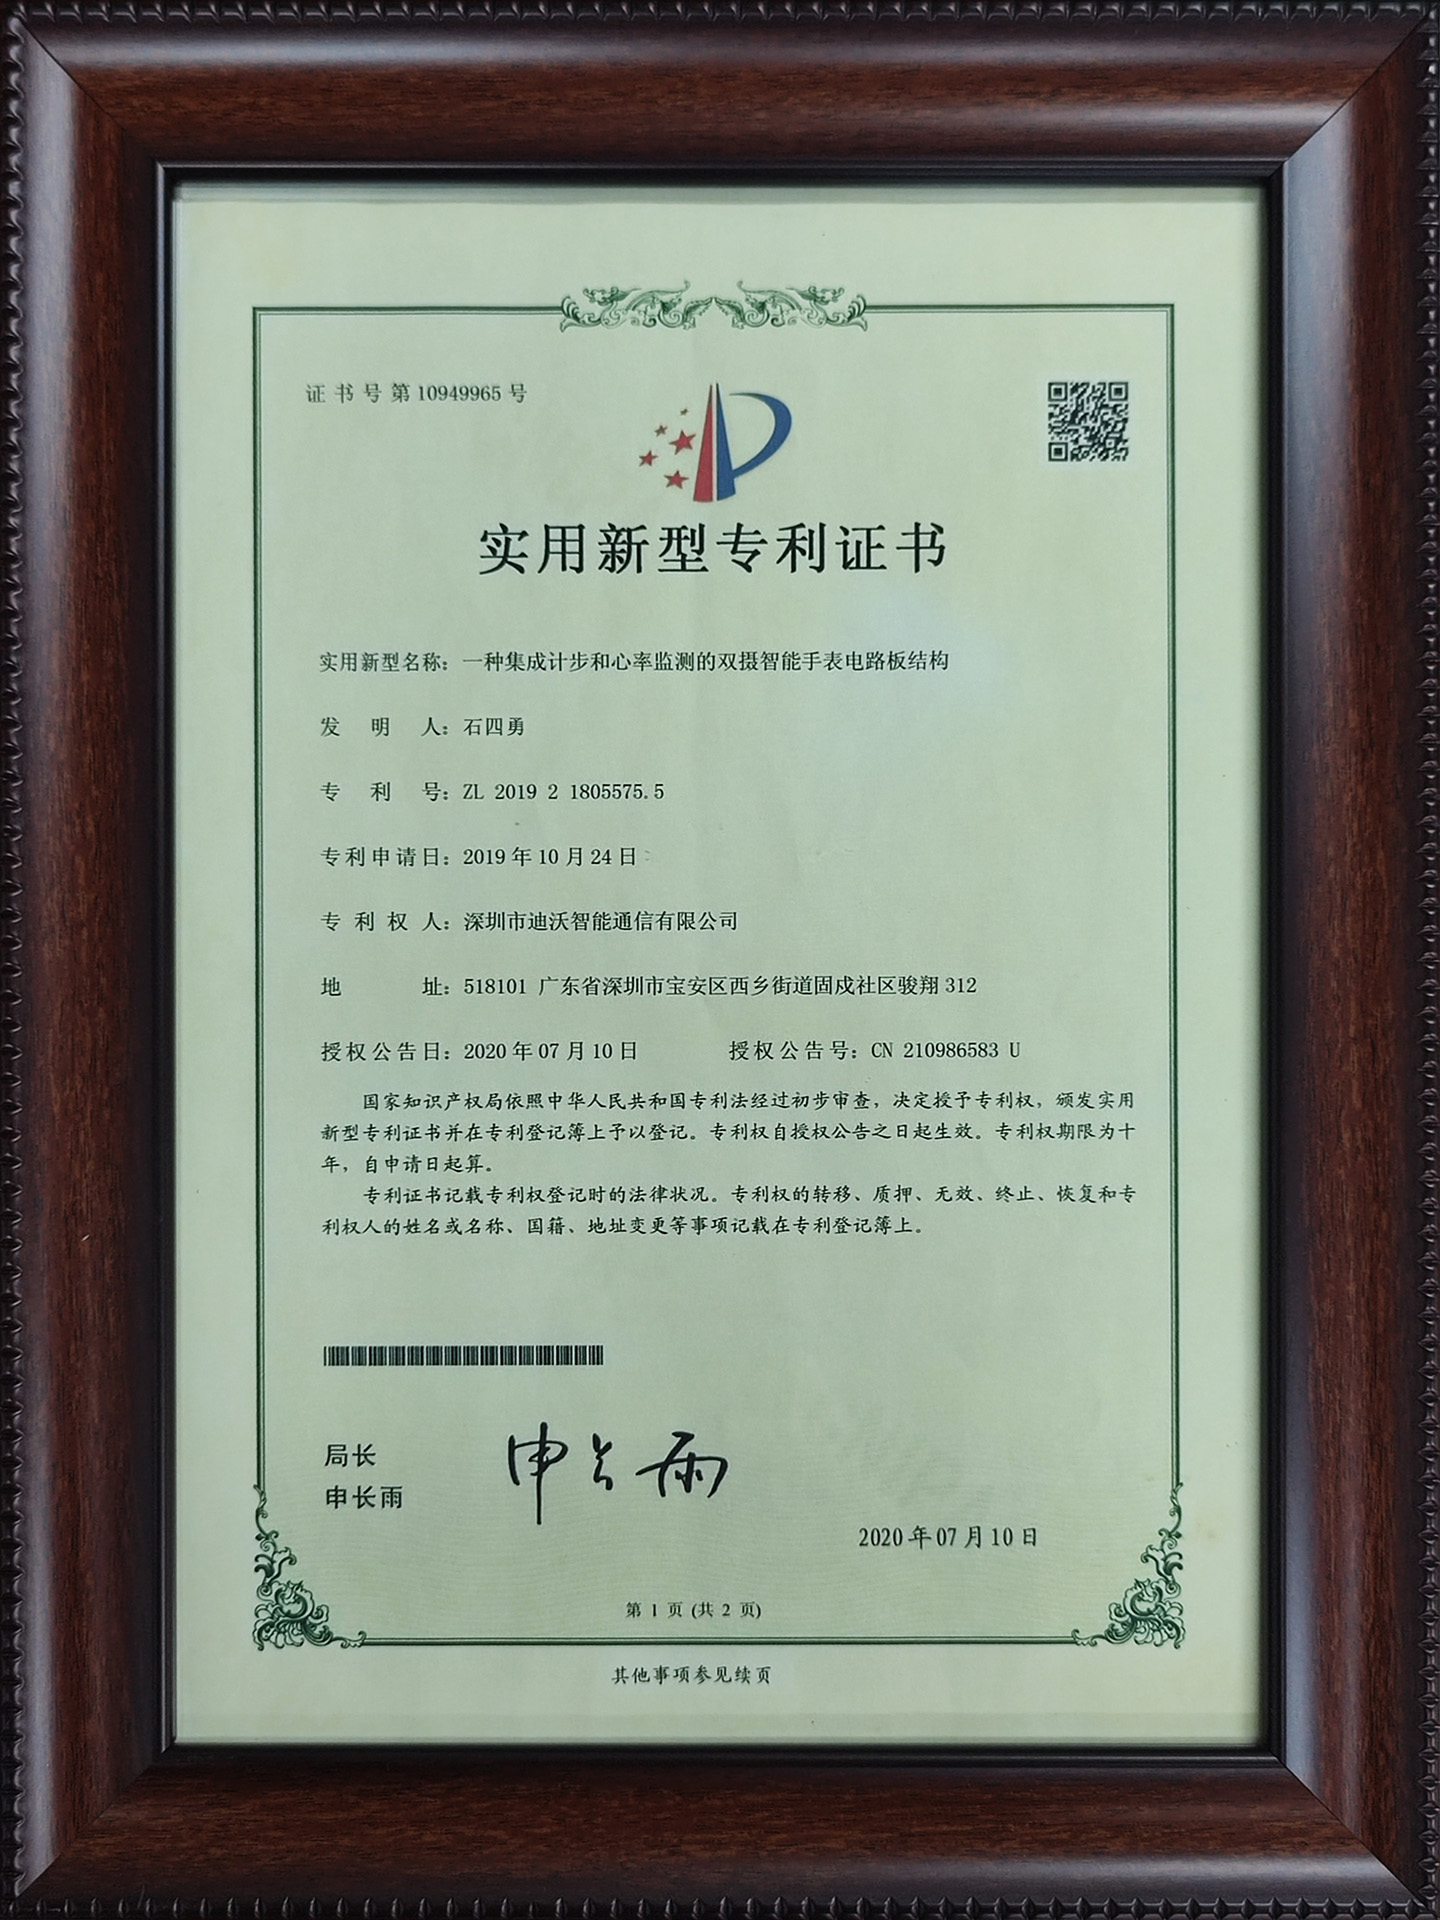 证书号第10949965号
实用新型专利证书
实用新型名称：一种集成计步和心率监测的双摄智能手表电路板结构
发明人：石四勇
专利号：ZL 2019 2 1805575.5
专利申请日：2019年10月24日
专利权人：深圳市迪沃智能通信有限公司
地址：518101 广东省深圳市宝安区西乡街道固戍社区骏翔312
授权公告日：2020年07月10日 授权公告号：CN 210986583 U
国家知识产权局依照中华人民共和国专利法经过初步审查，决定授予专利权，颁发实用
新型专利证书并在专利登记簿上予以登记。专利权自授权公告之日起生效。专利权期限为十
年，自申请日起算。
专利证书记载专利权登记时的法律状况。专利权的转移、质押、无效、终止、恢复和专
利权人的姓名或名称、国籍、地址变更等事项记载在专利登记簿上。
局长
申长雨
申长雨
2020年07月10日
第 1 页 (共 2 页)
其他事项参见续页